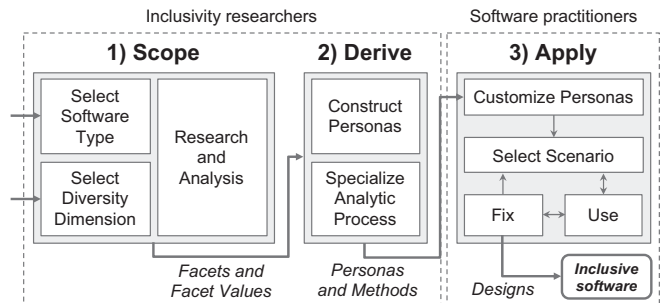 Inclusivity researchers
Software practitioners
1) Scope
2) Derive
3) Apply
Select
Software
Type
Select
Diversity
Dimension
Research
and
Analysis
Construct
Personas
Specialize
Analytic
Process
Customize Personas
Select Scenario
Fix
Use
Facets and
Facet Values
Personas
and Methods
Designs
Inclusive
software